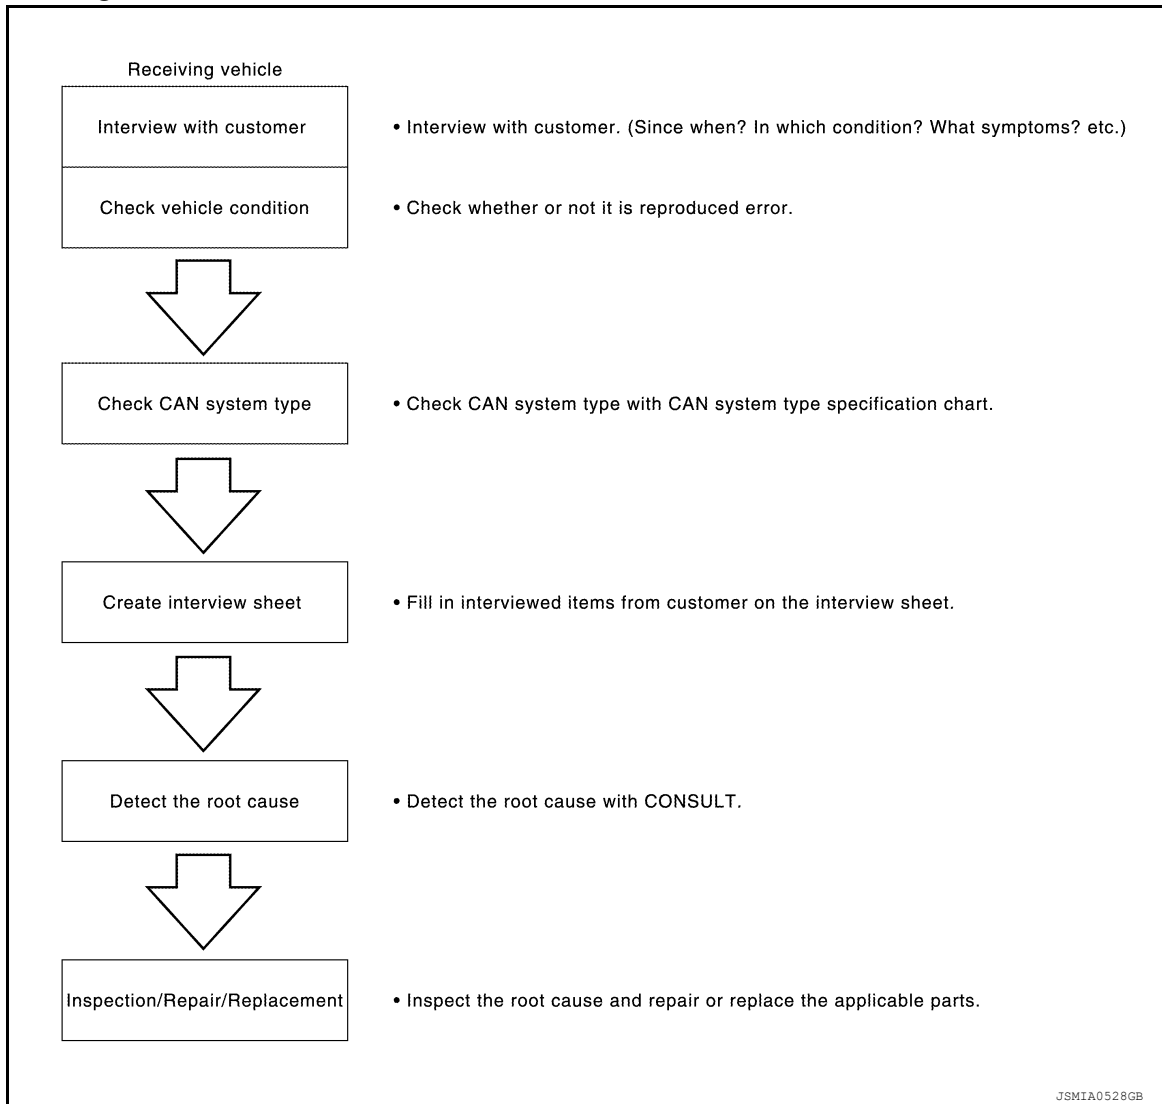 Receiving vehicle
Interview with customer
• Interview with customer. (Since when? In which condition? What symptoms? etc.)
Check vehicle condition
• Check whether or not it is reproduced error.
Check CAN system type
• Check CAN system type with CAN system type specification chart.
Create interview sheet
• Fill in interviewed items from customer on the interview sheet.
Detect the root cause
• Detect the root cause with CONSULT.
Inspection/Repair/Replacement
• Inspect the root cause and repair or replace the applicable parts.
JSMIA0528GB